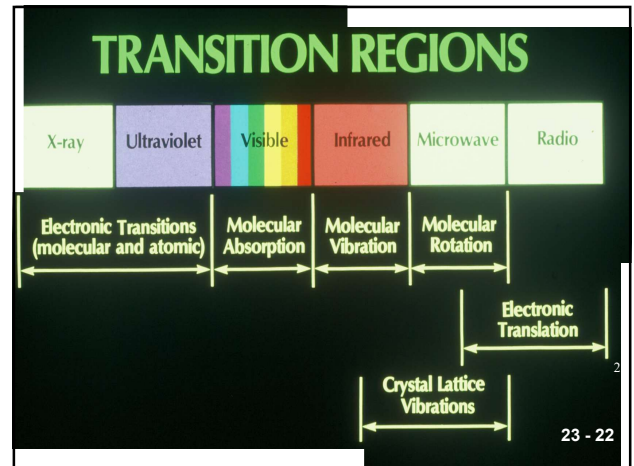 TRANSITION REGIONS
X-ray Ultraviolet Visible Infrared Microwave Radio
Electronic Transitions
(molecular and atomic)
Molecular
Absorption
Molecular
Vibration
Molecular
Rotation
Electronic
Translation
2
Crystal Lattice
Vibrations
23 - 22